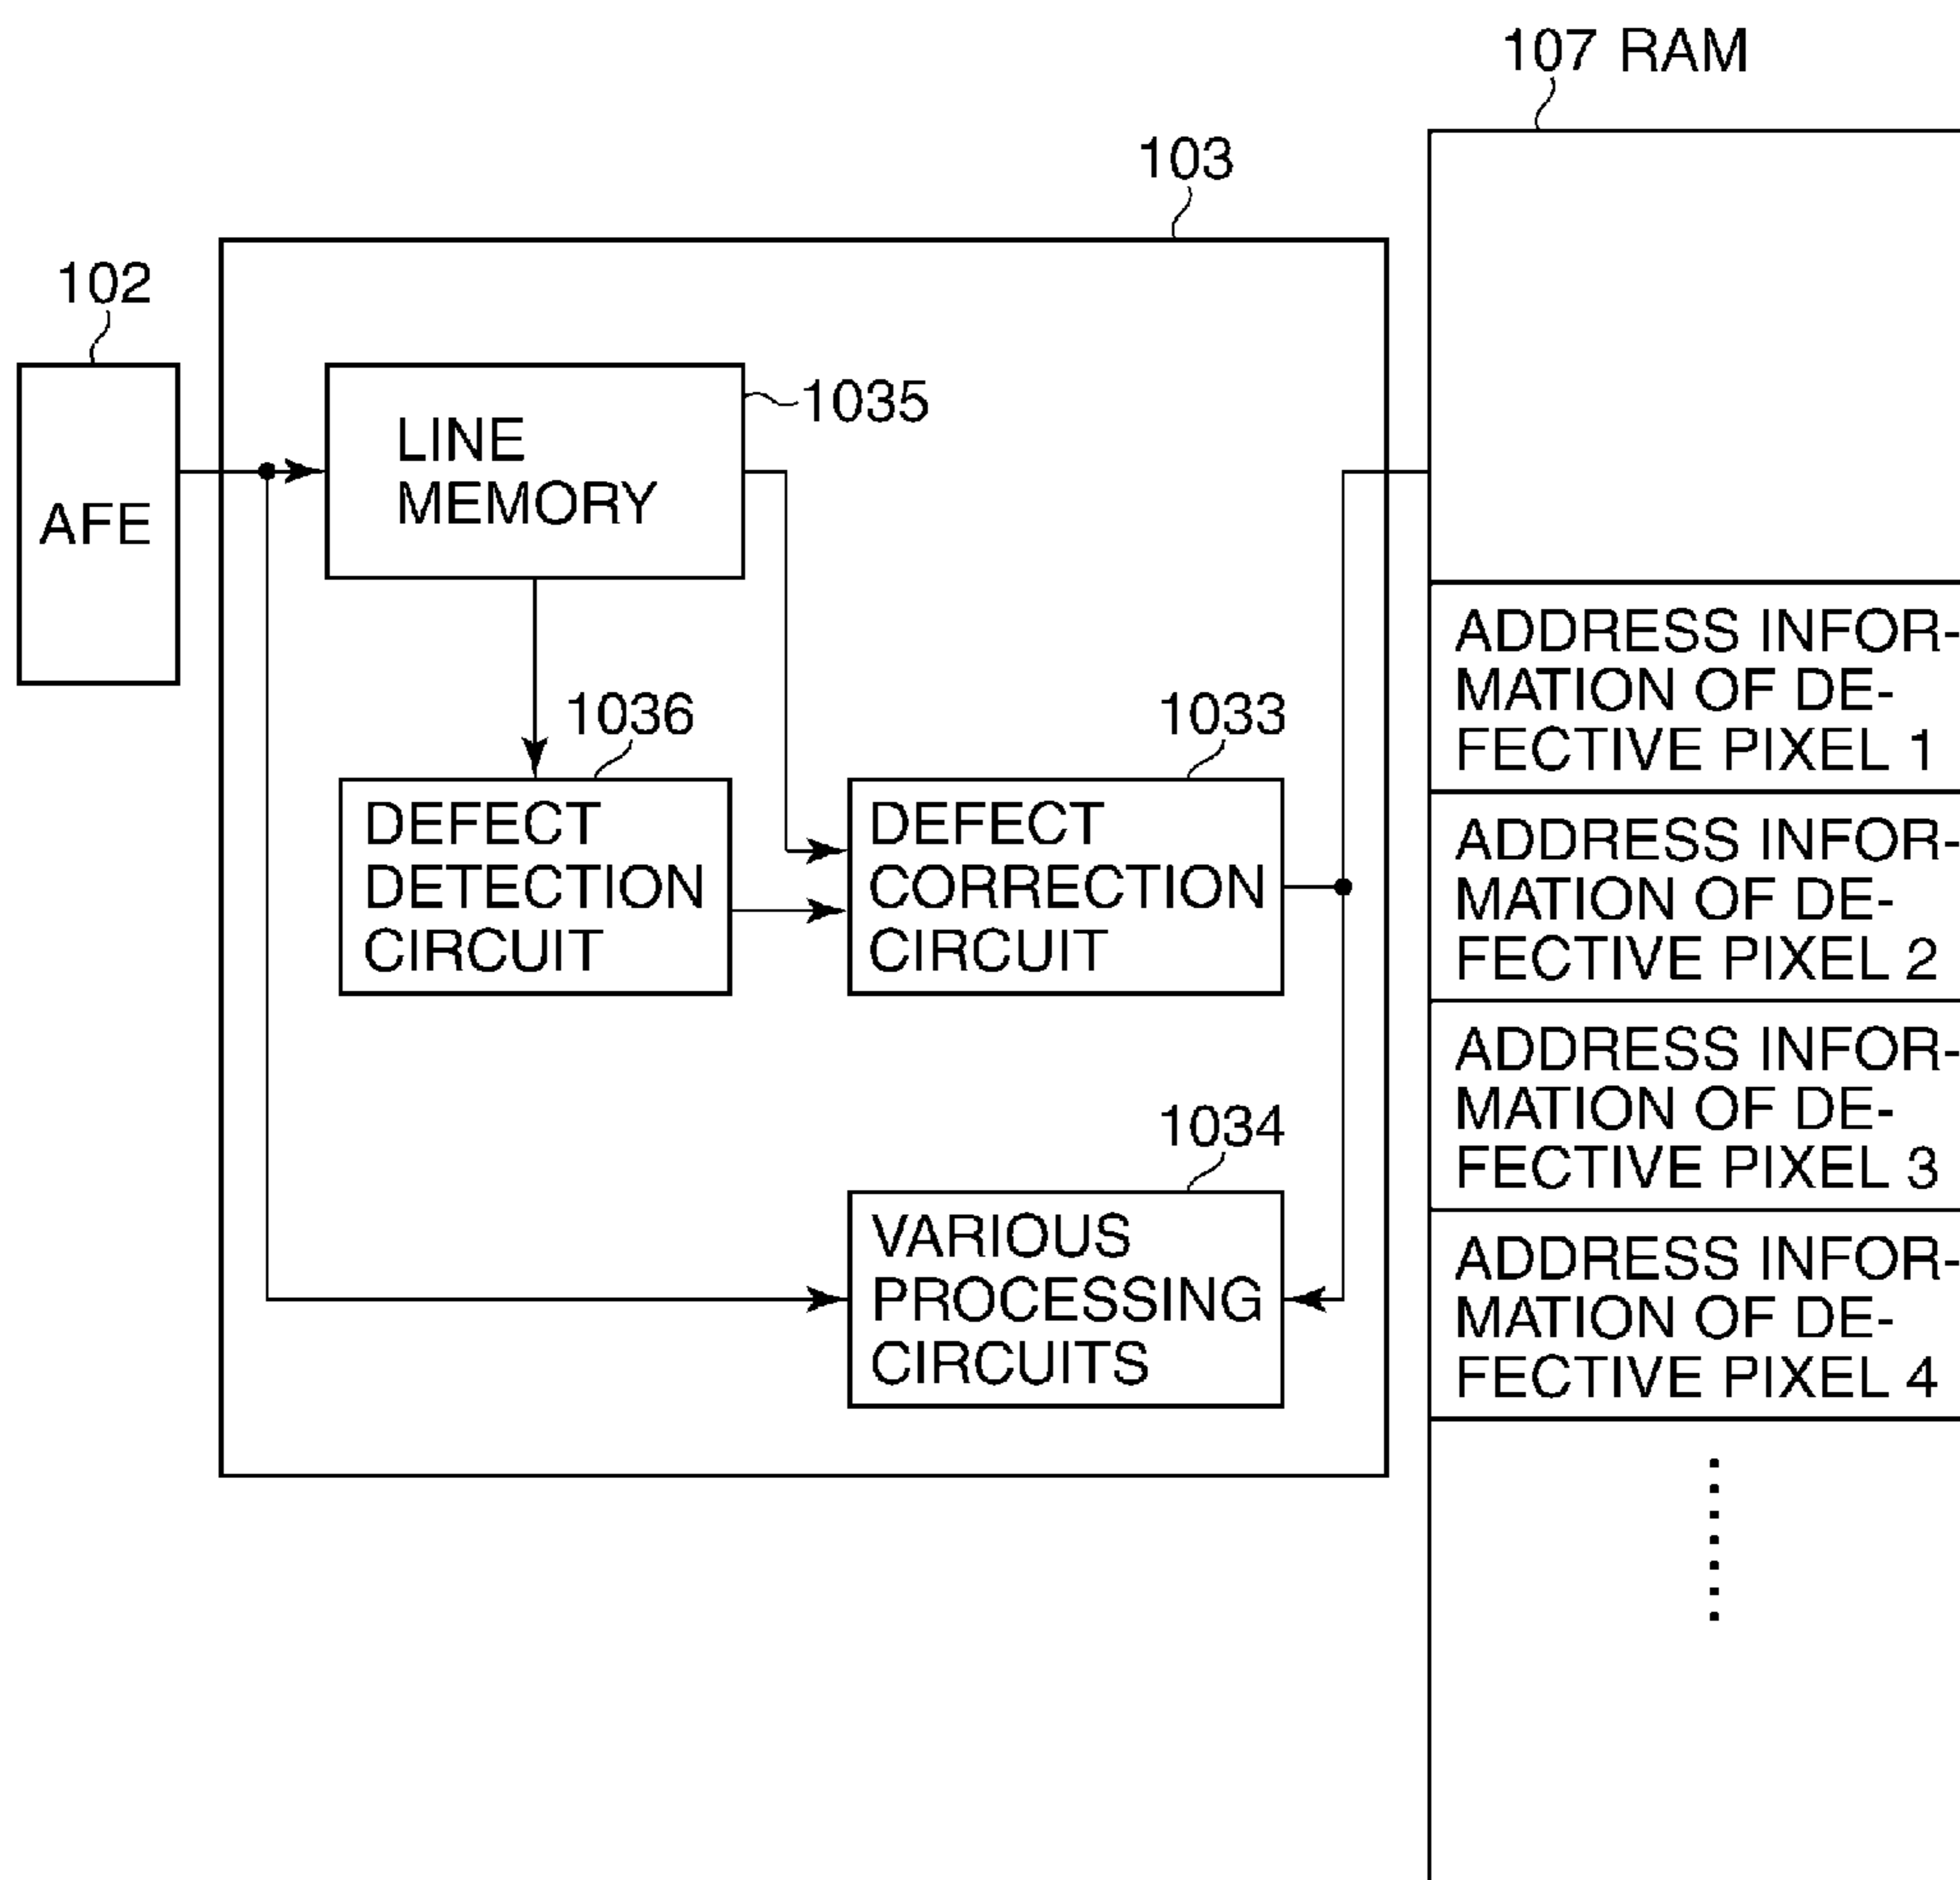 107 RAM
103
102
AFE
LINE
MEMORY
1035
1036
DEFECT
DETECTION
CIRCUIT
1033
DEFECT
CORRECTION
CIRCUIT
1034
VARIOUS
PROCESSING
CIRCUITS
ADDRESS INFOR-
MATION OF DE-
FECTIVE PIXEL 1
ADDRESS INFOR-
MATION OF DE-
FECTIVE PIXEL 2
ADDRESS INFOR-
MATION OF DE-
FECTIVE PIXEL 3
ADDRESS INFOR-
MATION OF DE-
FECTIVE PIXEL 4